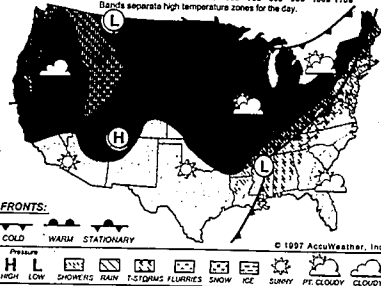 Bands separate high temperature zones for the day.
L
H
L
FRONTS:
COLD WARM STATIONARY
© 1997 AccuWeather, Inc
Pressure
H L
HIGH LOW SHOWERS RAIN T-STORMS FLURRIES SNOW ICE SUNNY PT. CLOUDY CLOUDY